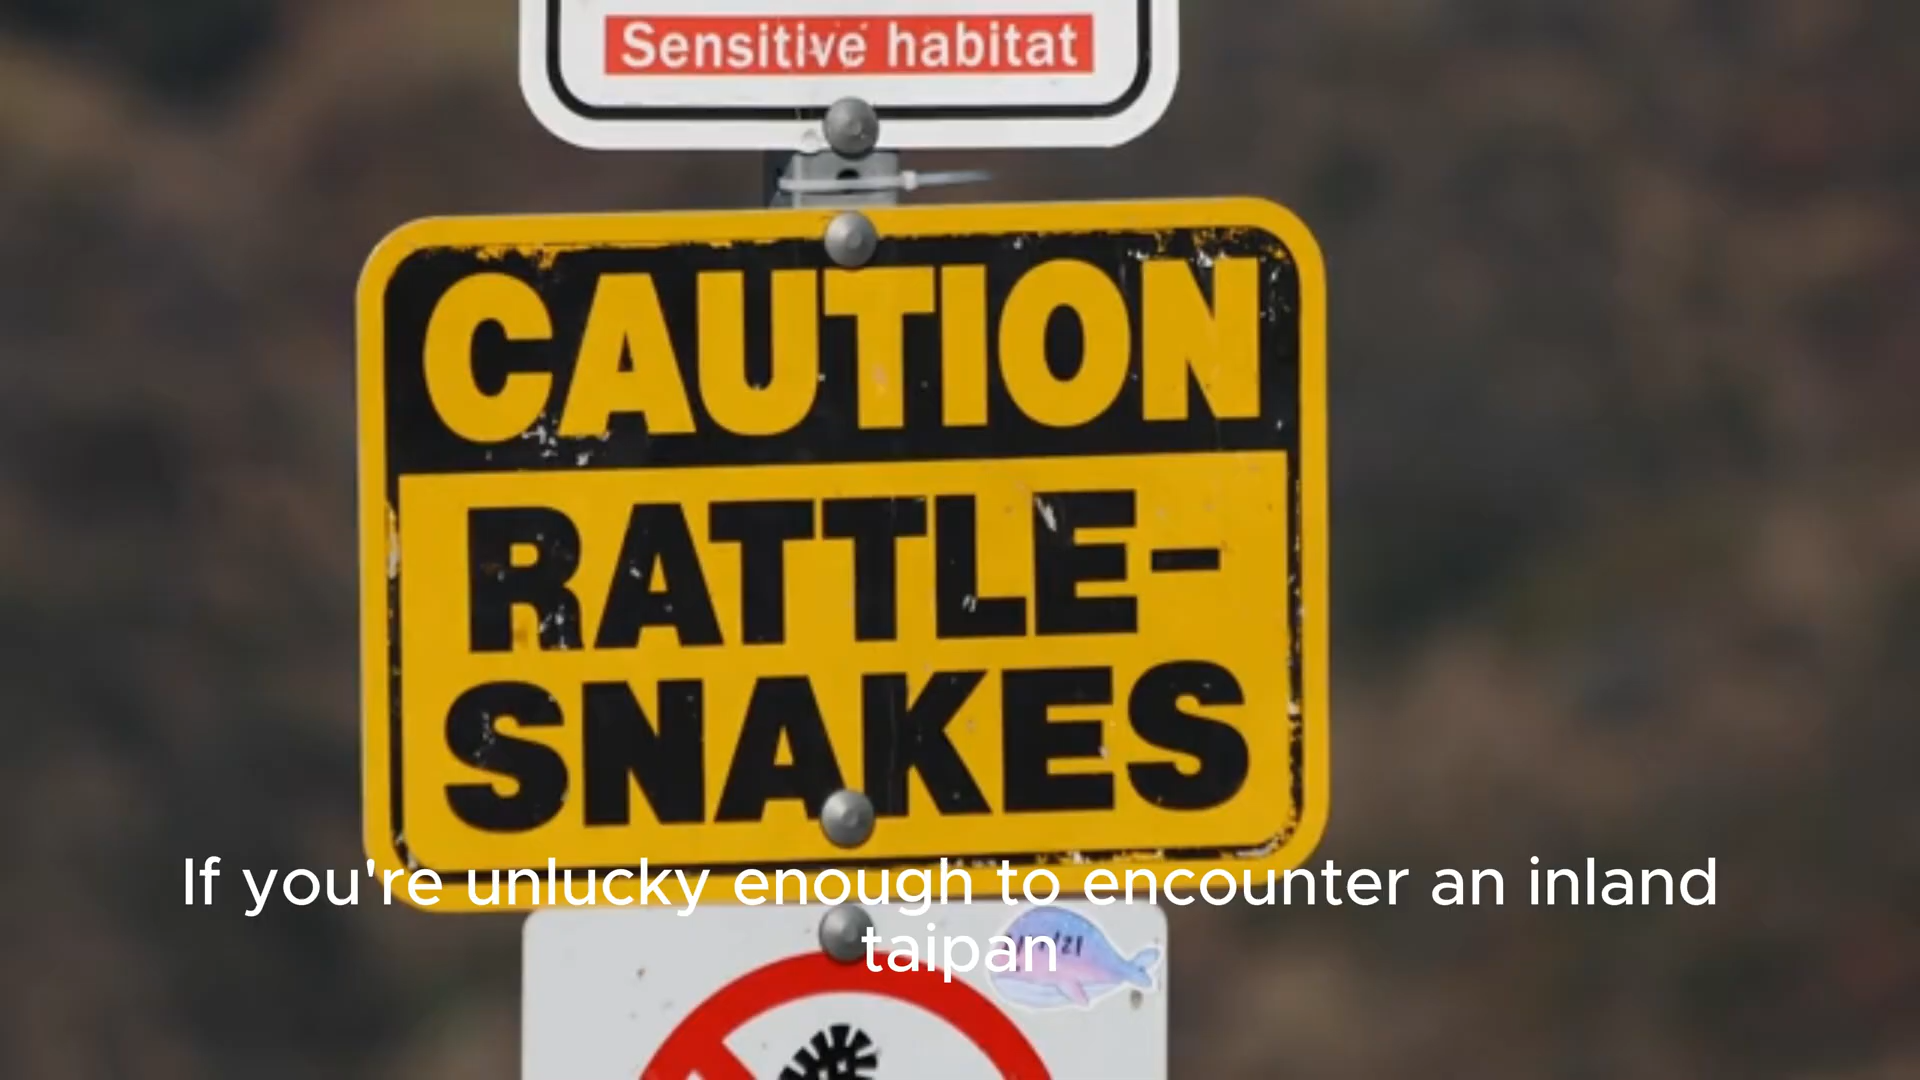 Sensitive habitat
CAUTION
RATTLE-
SNAKES
If you're unlucky enough to encounter an inland
taipan